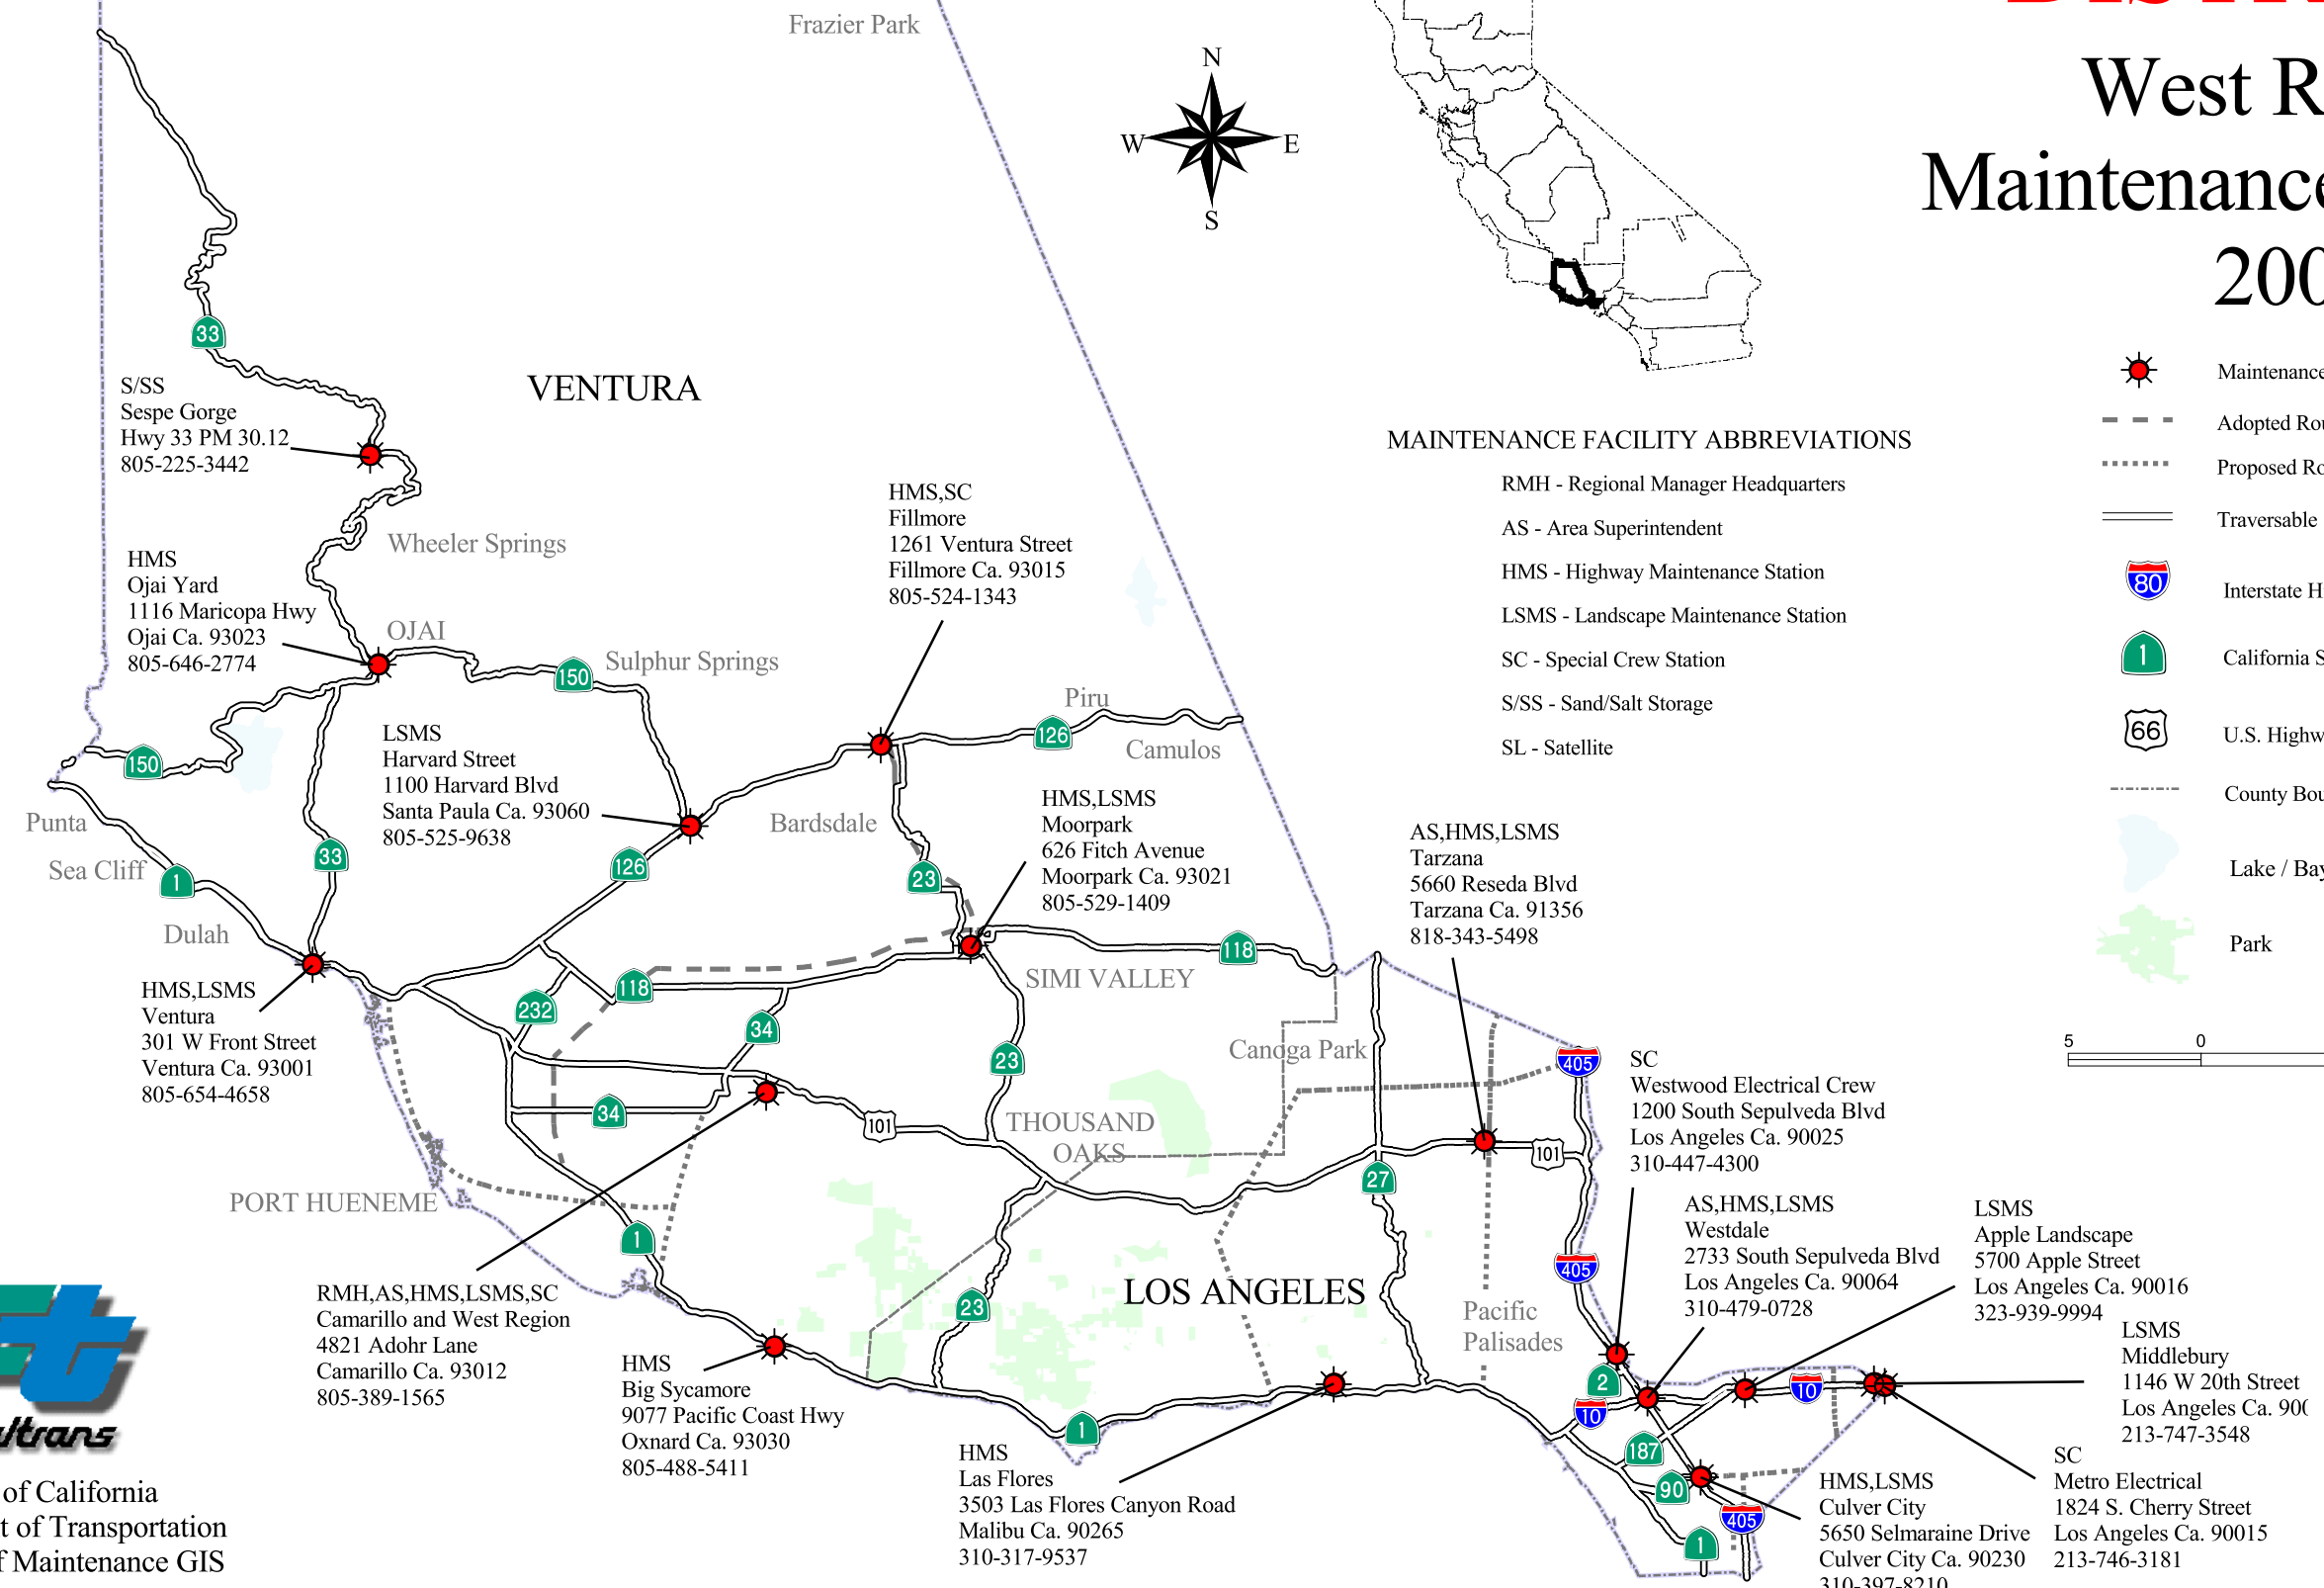 Frazier Park
West R
Maintenance
200
N
W
E
S
33
VENTURA
S/SS
Sespe Gorge
Hwy 33 PM 30.12
805-225-3442
Wheeler Springs
HMS
Ojai Yard
1116 Maricopa Hwy
Ojai Ca. 93023
805-646-2774
OJAI
150
Sulphur Springs
HMS,SC
Fillmore
1261 Ventura Street
Fillmore Ca. 93015
805-524-1343
MAINTENANCE FACILITY ABBREVIATIONS
RMH - Regional Manager Headquarters
AS - Area Superintendent
HMS - Highway Maintenance Station
LSMS - Landscape Maintenance Station
SC - Special Crew Station
S/SS - Sand/Salt Storage
SL - Satellite
Maintenance
Adopted Rou
Proposed Ro
Traversable
80
Interstate H
1
California S
66
U.S. Highw
County Bou
Lake / Bay
Park
5
0
150
LSMS
Harvard Street
1100 Harvard Blvd
Santa Paula Ca. 93060
805-525-9638
Piru
126
Camulos
Punta
Sea Cliff
1
33
126
Bardsdale
23
HMS,LSMS
Moorpark
626 Fitch Avenue
Moorpark Ca. 93021
805-529-1409
AS,HMS,LSMS
Tarzana
5660 Reseda Blvd
Tarzana Ca. 91356
818-343-5498
Dulah
HMS,LSMS
Ventura
301 W Front Street
Ventura Ca. 93001
805-654-4658
232
118
34
118
SIMI VALLEY
23
Canoga Park
34
101
THOUSAND
OAKS
27
101
405
SC
Westwood Electrical Crew
1200 South Sepulveda Blvd
Los Angeles Ca. 90025
310-447-4300
PORT HUENEME
1
405
AS,HMS,LSMS
Westdale
2733 South Sepulveda Blvd
Los Angeles Ca. 90064
310-479-0728
LSMS
Apple Landscape
5700 Apple Street
Los Angeles Ca. 90016
323-939-9994
LOS ANGELES
23
Pacific
Palisades
RMH,AS,HMS,LSMS,SC
Camarillo and West Region
4821 Adohr Lane
Camarillo Ca. 93012
805-389-1565
HMS
Big Sycamore
9077 Pacific Coast Hwy
Oxnard Ca. 93030
805-488-5411
1
HMS
Las Flores
3503 Las Flores Canyon Road
Malibu Ca. 90265
310-317-9537
2
10
10
187
90
405
1
LSMS
Middlebury
1146 W 20th Street
Los Angeles Ca. 900
213-747-3548
SC
Metro Electrical
1824 S. Cherry Street
Los Angeles Ca. 90015
213-746-3181
HMS,LSMS
Culver City
5650 Selmaraine Drive
Culver City Ca. 90230
310-397-8210
ltrans
of California
t of Transportation
f Maintenance GIS